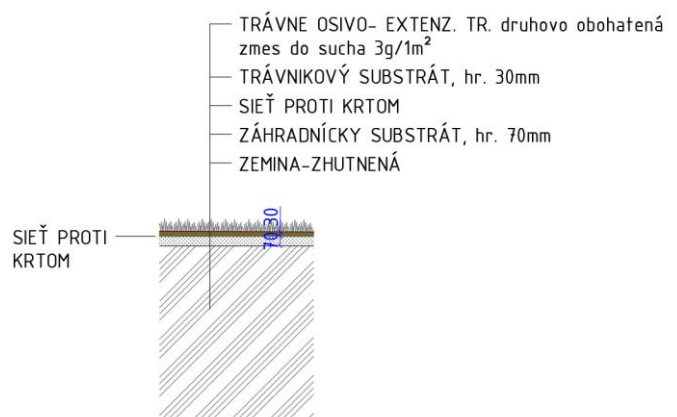 TRÁVNE OSIVO- EXTENZ. TR. druhovo obohatená
zmes do sucha 3g/1m²
TRÁVNIKOVÝ SUBSTRÁT, hr. 30mm
SIEŤ PROTI KRTOM
ZÁHRADNÍCKY SUBSTRÁT, hr. 70mm
ZEMINA-ZHUTNENÁ
SIEŤ PROTI
KRTOM
70 30